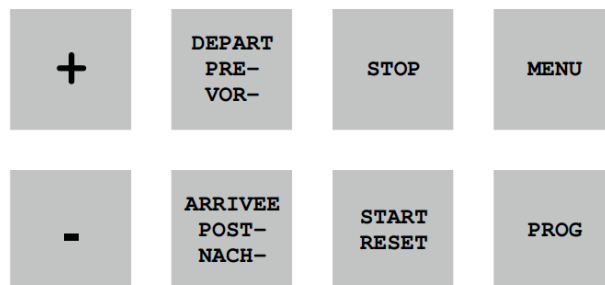 +
DEPART
PRE-
VOR-
STOP
MENU
-
ARRIVEE
POST-
NACH-
START
RESET
PROG